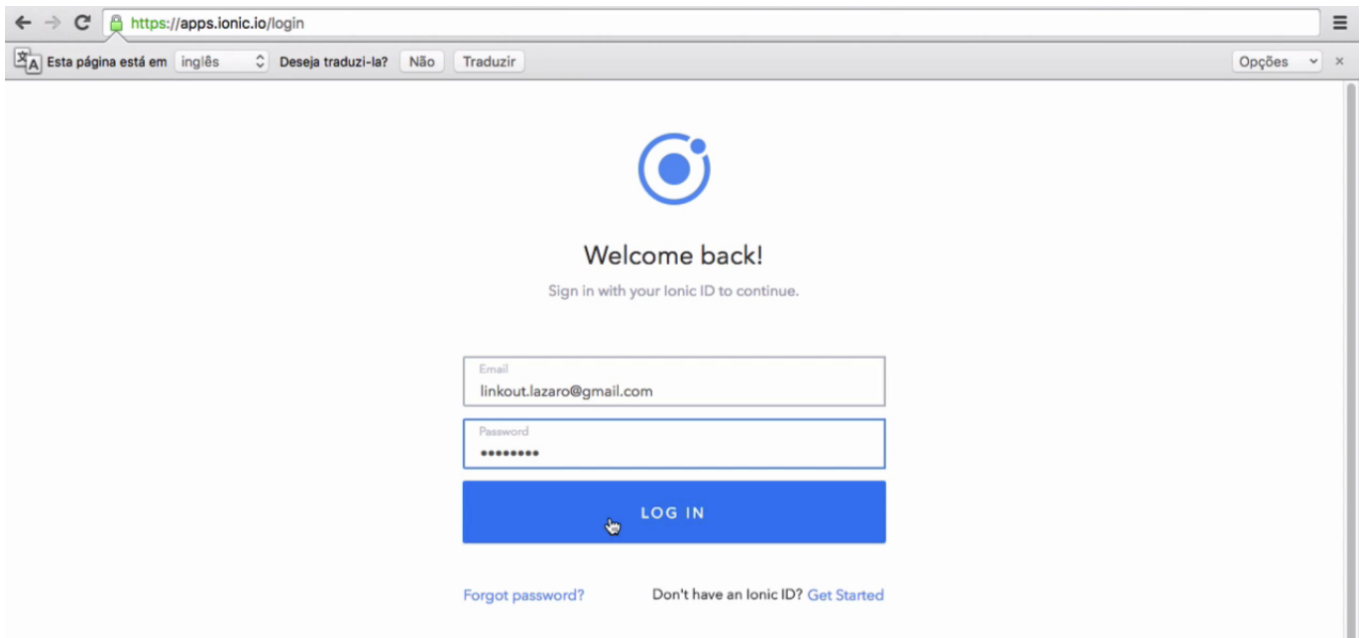 https://apps.ionic.io/login
Esta página está em inglês Deseja traduzi-la? Não Traduzir Opções
Welcome back!
Sign in with your Ionic ID to continue.
Email
linkout.lazaro@gmail.com
Password
••••••••
LOG IN
Forgot password? Don't have an Ionic ID? Get Started